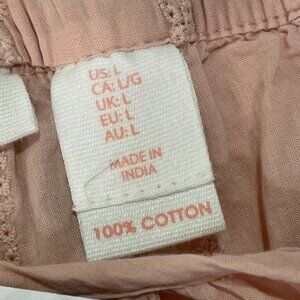 US: L
CA: L/G
UK: L
EU: L
AU: L
MADE IN
INDIA
100% COTTON